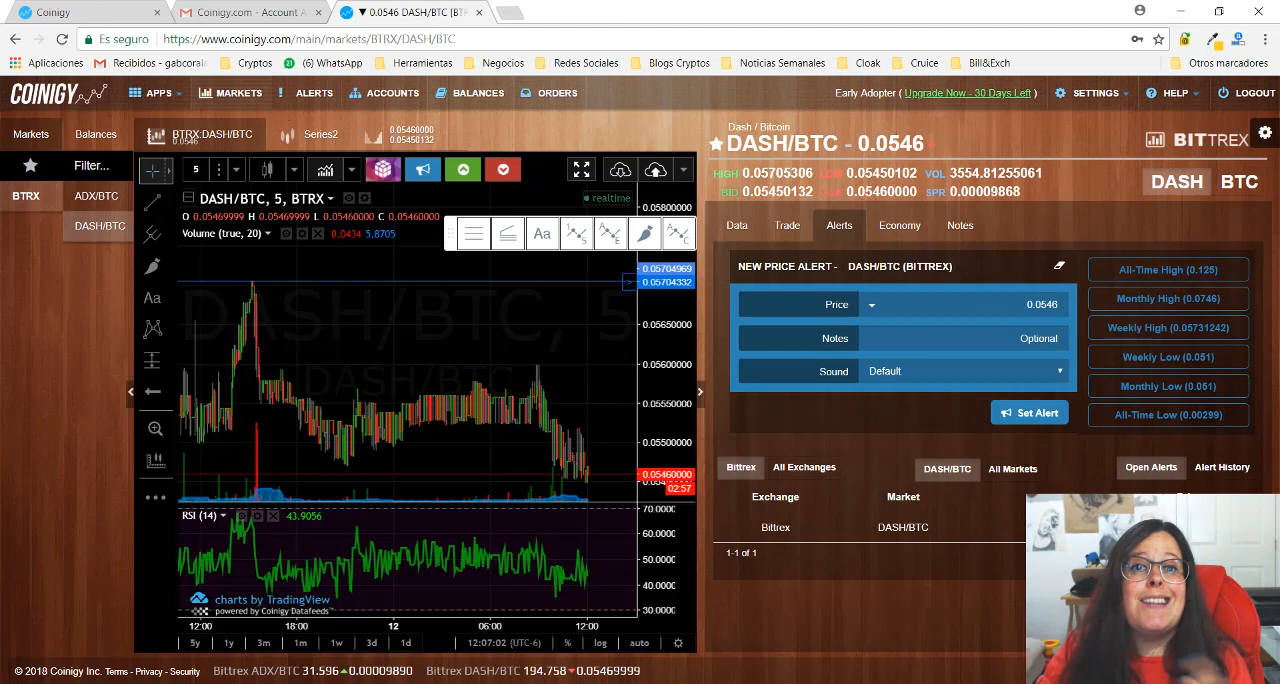 Coinigy
Coinigy.com - Account A
▼ 0.0546 DASH/BTC [BT
Es seguro
https://www.coinigy.com/main/markets/BTRX/DASH/BTC
Aplicaciones
Recibidos - gabcorala
Cryptos
(6) WhatsApp
Herramien
Negoc
Redes Sociales
Blogs Crypto
Noticias Semanales
Cloak
Cruice
Bill&Exch
Otros marcadores
COINIGY
APPS
MARKETS
ALERTS
ACCOUNTS
BALANCES
ORDERS
Early Adopter ( Upgrade Now - 30 Days Left )
SETTINGS
HELP
LOGOUT
Markets
Balances
BTRX:DASH/BTC
0.0546
Series2
0.05460000
0.05450132
Dash / Bitcoin
DASH/BTC - 0.0546
BITTREX
Filter...
5
HIGH 0.05705306
0.05450102
VOL 3554.81255061
BID 0.05450132
0.05460000
SPR 0.00009868
DASH
BTC
BTRX
ADX/BTC
DASH/BTC
DASH/BTC, 5, BTRX
realtime
O 0.05469999 H 0.05469999 L 0.05460000 C 0.05460000
Volume (true, 20)
0.0434 5.8705
Aa
Aa
0.05800000
0.05704969
0.05704332
0.05650000
0.05600000
0.05550000
0.05500000
0.05460000
02:57
DASH/BTC, 5
DASH/BTC
RSI (14)
43.9056
70.0000
60.0000
50.0000
40.0000
30.0000
charts by TradingView
powered by Coinigy Datafeeds
12:00
18:00
12
06:00
12:00
5y
1y
3m
1m
1w
3d
1d
12:07:02 (UTC-6)
%
log
auto
Data
Trade
Alerts
Economy
Notes
NEW PRICE ALERT - DASH/BTC (BITTREX)
Price
0.0546
Notes
Optional
Sound
Default
Set Alert
All-Time High (0.125)
Monthly High (0.0746)
Weekly High (0.05731242)
Weekly Low (0.051)
Monthly Low (0.051)
All-Time Low (0.00299)
Bittrex
All Exchanges
DASH/BTC
All Markets
Open Alerts
Alert History
Exchange
Market
Bittrex
DASH/BTC
1-1 of 1
© 2018 Coinigy Inc. Terms - Privacy - Security
Bittrex ADX/BTC 31.596 0.00009890
Bittrex DASH/BTC 194.758 0.05469999